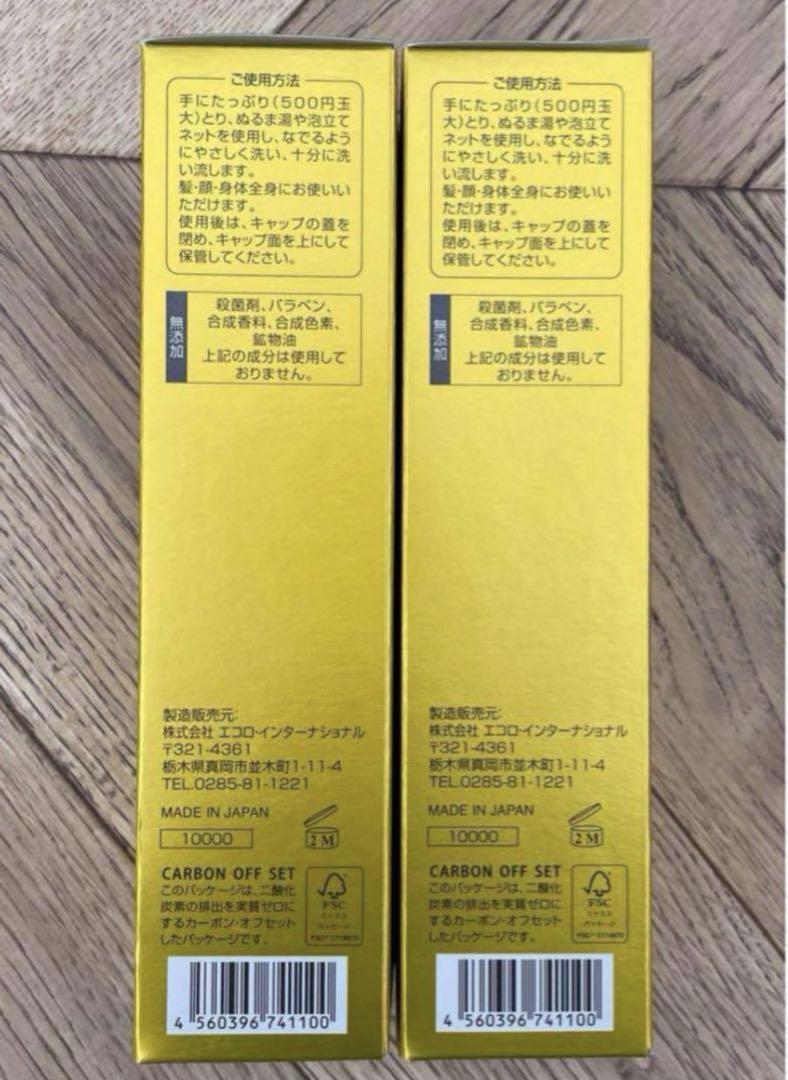 ご使用方法
手にたっぷり(500円玉
大)とり、ぬるま湯や泡立て
ネットを使用し、なでるよう
にやさしく洗い、十分に洗
い流します。
髪・顔・身体全身にお使いい
ただけます。
使用後は、キャップの蓋を
閉め、キャップ面を上にして
保管してください。
無添加
殺菌剤、パラベン、
合成香料、合成色素、
鉱物油
上記の成分は使用して
おりません。
製造販売元:
株式会社 エコロ・インターナショナル
〒321-4361
栃木県真岡市並木町1-11-4
TEL.0285-81-1221
MADE IN JAPAN
10000
2 M
CARBON OFF SET
このパッケージは、二酸化
炭素の排出を実質ゼロに
するカーボン・オフセット
したパッケージです。
FSC
ミックス
パッケージ
4 560396 741100
ご使用方法
手にたっぷり(500円玉
大)とり、ぬるま湯や泡立て
ネットを使用し、なでるよう
にやさしく洗い、十分に洗
い流します。
髪・顔・身体全身にお使いい
ただけます。
使用後は、キャップの蓋を
閉め、キャップ面を上にして
保管してください。
無添加
殺菌剤、パラベン、
合成香料、合成色素、
鉱物油
上記の成分は使用して
おりません。
製造販売元:
株式会社 エコロ・インターナショナル
〒321-4361
栃木県真岡市並木町1-11-4
TEL.0285-81-1221
MADE IN JAPAN
10000
2 M
CARBON OFF SET
このパッケージは、二酸化
炭素の排出を実質ゼロに
するカーボン・オフセット
したパッケージです。
FSC
ミックス
パッケージ
4 560396 741100